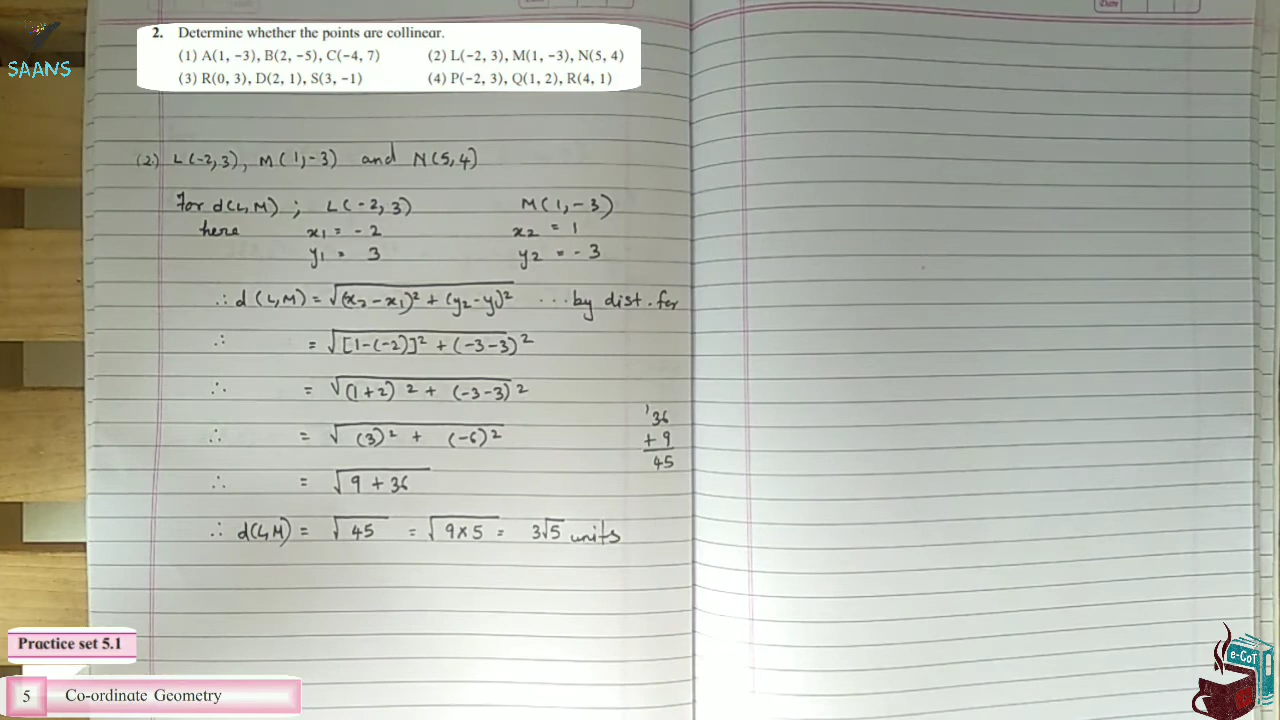 SAANS
2. Determine whether the points are collinear.
(1) A(1, −3), B(2, −5), C(−4, 7) (2) L(−2, 3), M(1, −3), N(5, 4)
(3) R(0, 3), D(2, 1), S(3, −1) (4) P(−2, 3), Q(1, 2), R(4, 1)
(2) L(-2,3), M(1,-3) and N(5,4)
For d(L,M) ; L(-2,3) M(1,-3)
here x₁ = -2 x₂ = 1
y₁ = 3 y₂ = -3
∴ d(L,M) = √(x₂-x₁)² + (y₂-y₁)² ...by dist. for
∴ = √[1-(-2)]² + (-3-3)²
∴ = √(1+2)² + (-3-3)²
∴ = √(3)² + (-6)²
∴ = √9 + 36
∴ d(L,M) = √45 = √9×5 = 3√5 units
1
36
+ 9
45
Practice set 5.1
5 Co-ordinate Geometry
e-CoT